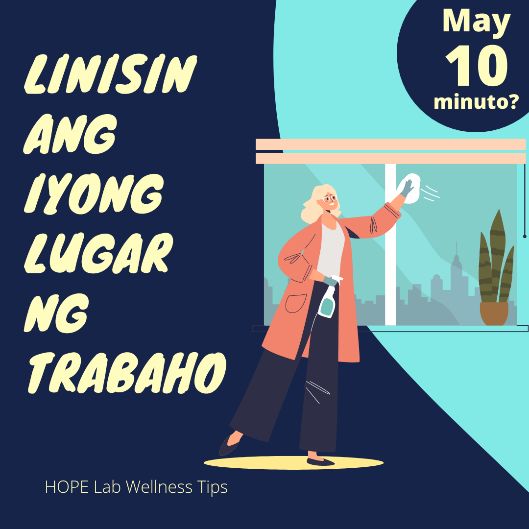 May
10
minuto?
LINISIN
ANG
IYONG
LUGAR
NG
TRABAHO
HOPE Lab Wellness Tips